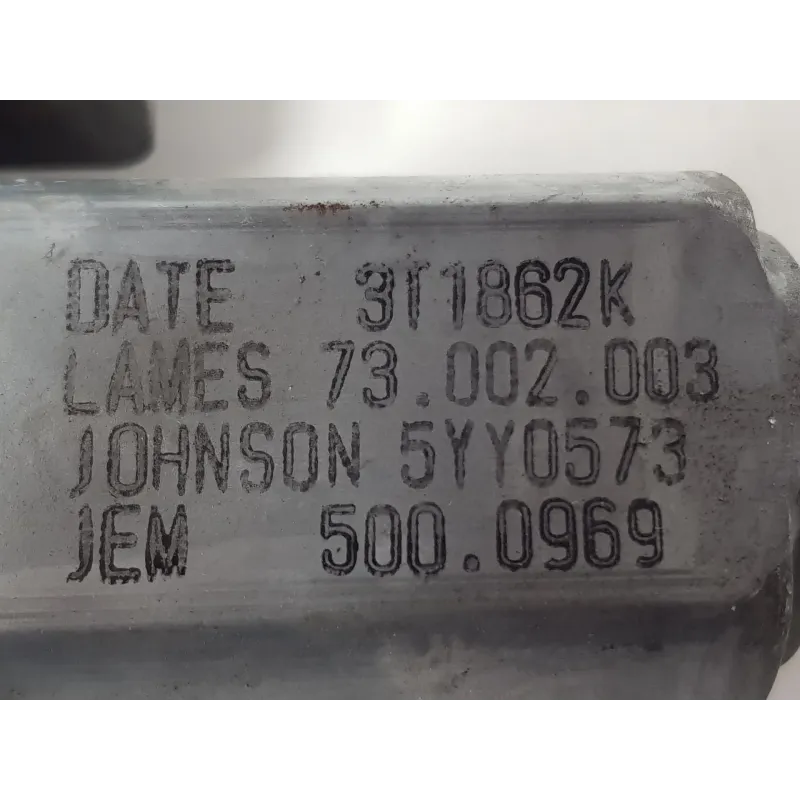 DATE 3T1862K
LAMES 73.002.003
JOHNSON 5YY0573
JEM 500.0969